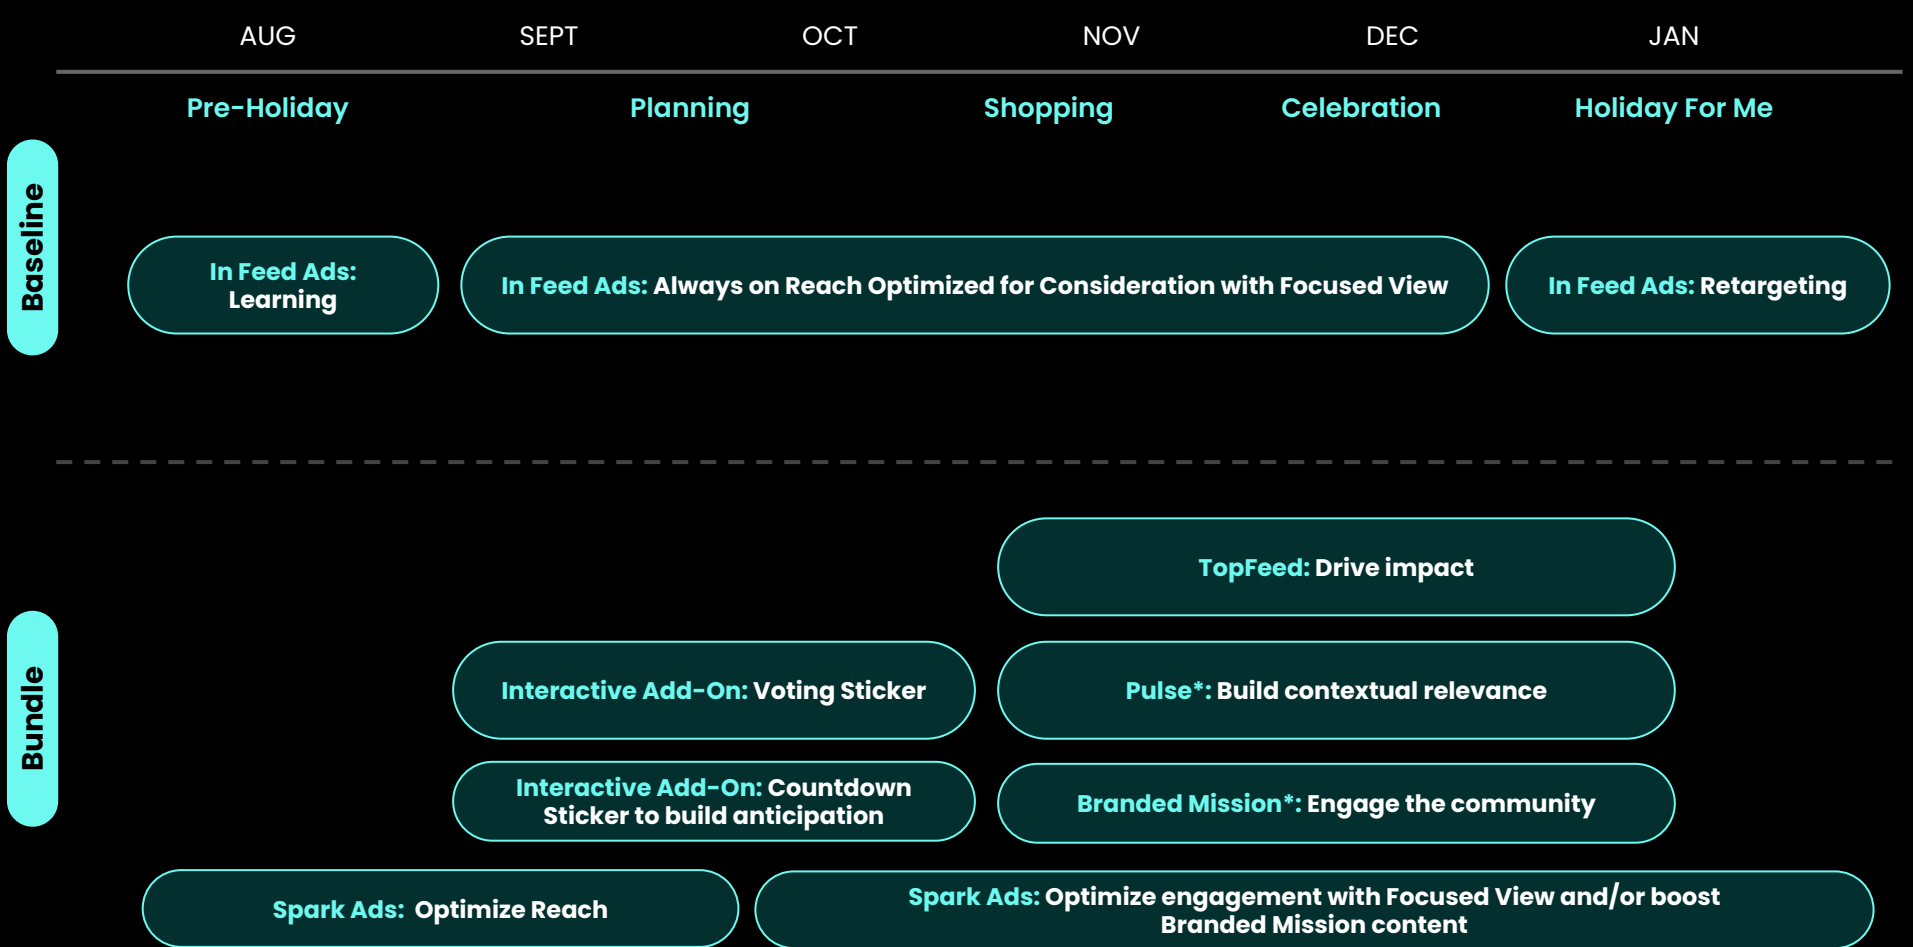 AUG
SEPT
OCT
NOV
DEC
JAN
Pre-Holiday
Planning
Shopping
Celebration
Holiday For Me
Baseline
In Feed Ads:
Learning
In Feed Ads: Always on Reach Optimized for Consideration with Focused View
In Feed Ads: Retargeting
Bundle
TopFeed: Drive impact
Interactive Add-On: Voting Sticker
Pulse*: Build contextual relevance
Interactive Add-On: Countdown
Sticker to build anticipation
Branded Mission*: Engage the community
Spark Ads: Optimize Reach
Spark Ads: Optimize engagement with Focused View and/or boost
Branded Mission content